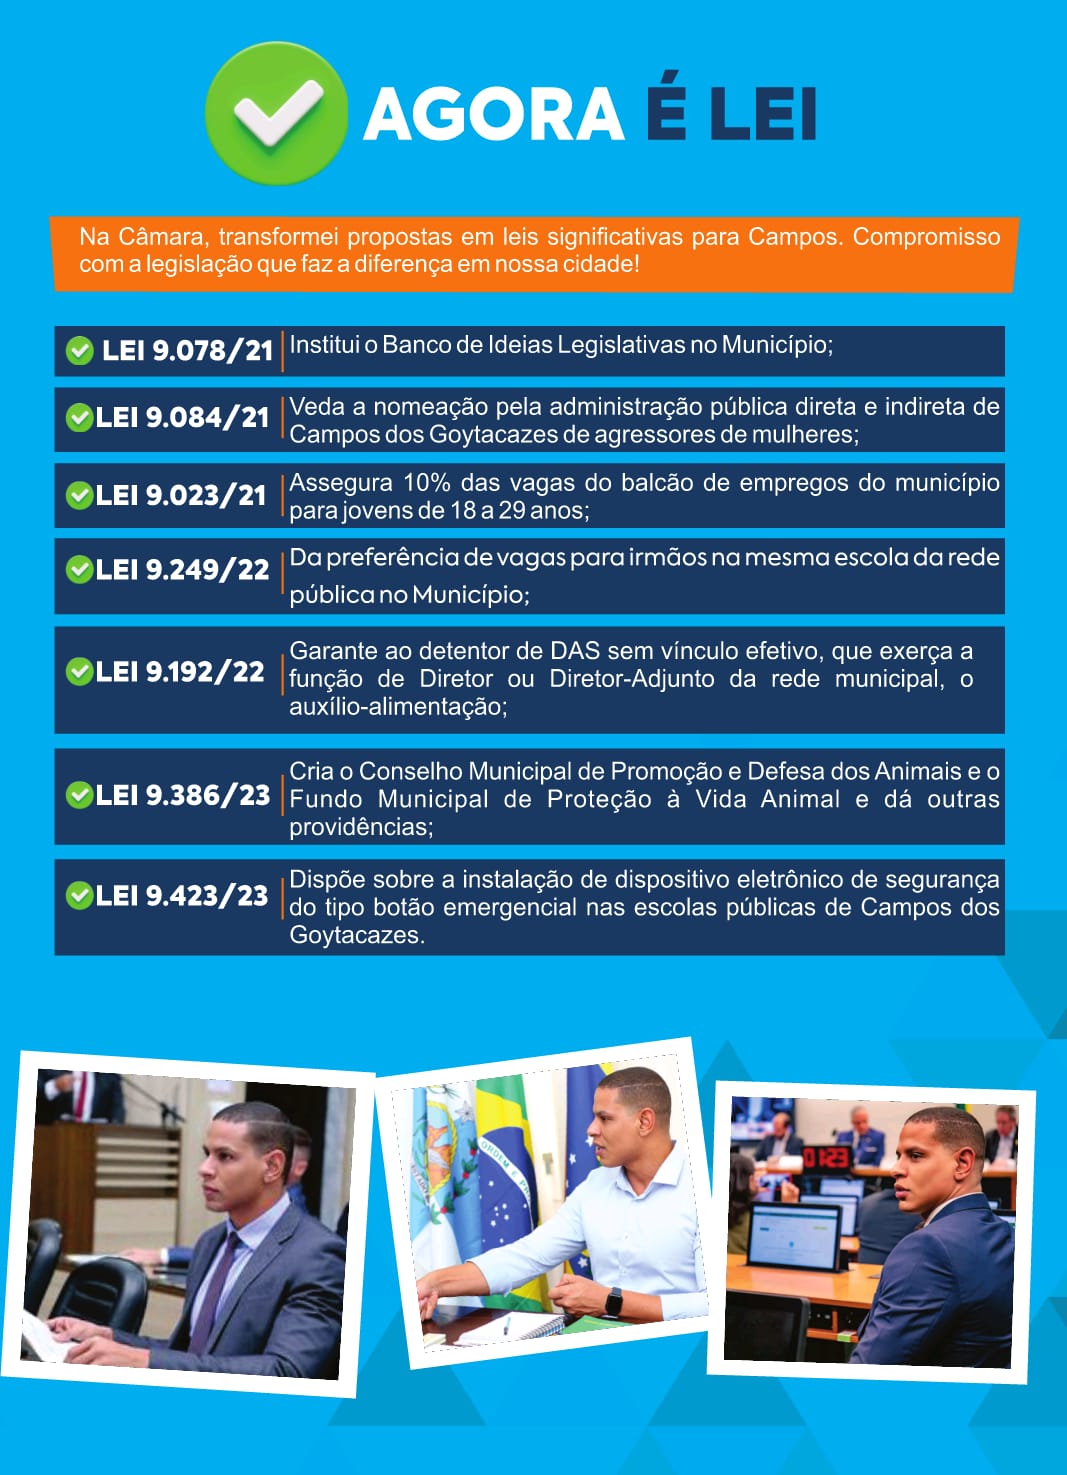 AGORA É LEI
Na Câmara, transformei propostas em leis significativas para Campos. Compromisso
com a legislação que faz a diferença em nossa cidade!
LEI 9.078/21 Institui o Banco de Ideias Legislativas no Município;
LEI 9.084/21 Veda a nomeação pela administração pública direta e indireta de
Campos dos Goytacazes de agressores de mulheres;
LEI 9.023/21 Assegura 10% das vagas do balcão de empregos do município
para jovens de 18 a 29 anos;
LEI 9.249/22 Da preferência de vagas para irmãos na mesma escola da rede
pública no Município;
LEI 9.192/22 Garante ao detentor de DAS sem vínculo efetivo, que exerça a
função de Diretor ou Diretor-Adjunto da rede municipal, o
auxílio-alimentação;
LEI 9.386/23 Cria o Conselho Municipal de Promoção e Defesa dos Animais e o
Fundo Municipal de Proteção à Vida Animal e dá outras
providências;
LEI 9.423/23 Dispõe sobre a instalação de dispositivo eletrônico de segurança
do tipo botão emergencial nas escolas públicas de Campos dos
Goytacazes.
ORDEM E
01:23